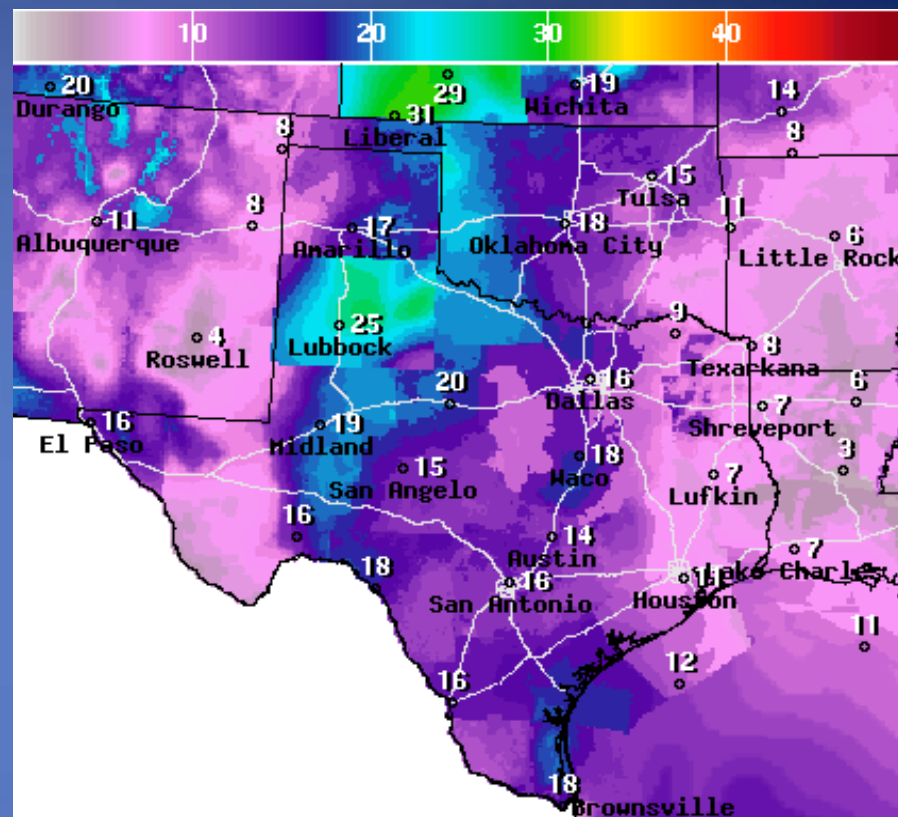 10 20 30 40
29
20 19 14
Durango Wichita
31
Liberal
8 8
15
Tulsa
11 8 17 18 11 6
Albuquerque Amarillo Oklahoma City Little Rock
4 25 9
Roswell Lubbock 8
Texarkana
16
20 Dallas 7 6
16 19 Shreveport
El Paso Midland
15 18 7 3
San Angelo Waco Lufkin
16 14 7
Austin
18 16 Lake Charles
San Antonio Houston
11
12
16
18
Brownsville